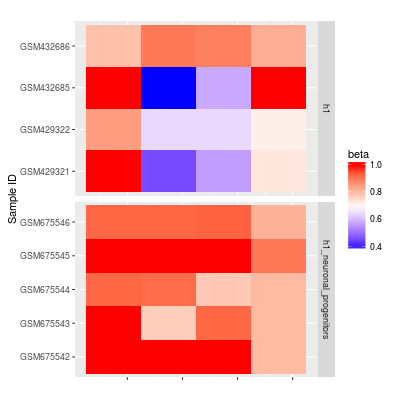 GSM432686
GSM432685
GSM429322
GSM429321
h1
Sample ID
GSM675546
GSM675545
GSM675544
GSM675543
GSM675542
h1_neuronal_progenitors
beta
1.0
0.8
0.6
0.4